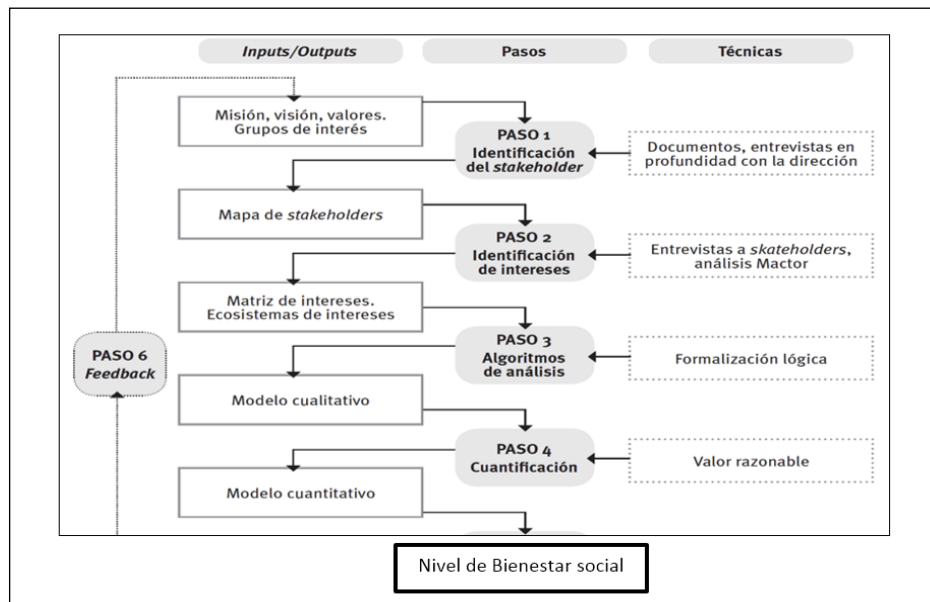 Inputs/Outputs
Pasos
Técnicas
Misión, visión, valores.
Grupos de interés
PASO 1
Identificación
del stakeholder
Documentos, entrevistas en
profundidad con la dirección
Mapa de stakeholders
PASO 2
Identificación
de intereses
Entrevistas a skateholders,
análisis Mactor
Matriz de intereses.
Ecosistemas de intereses
PASO 3
Algoritmos
de análisis
Formalización lógica
PASO 6
Feedback
Modelo cualitativo
PASO 4
Cuantificación
Valor razonable
Modelo cuantitativo
Nivel de Bienestar social